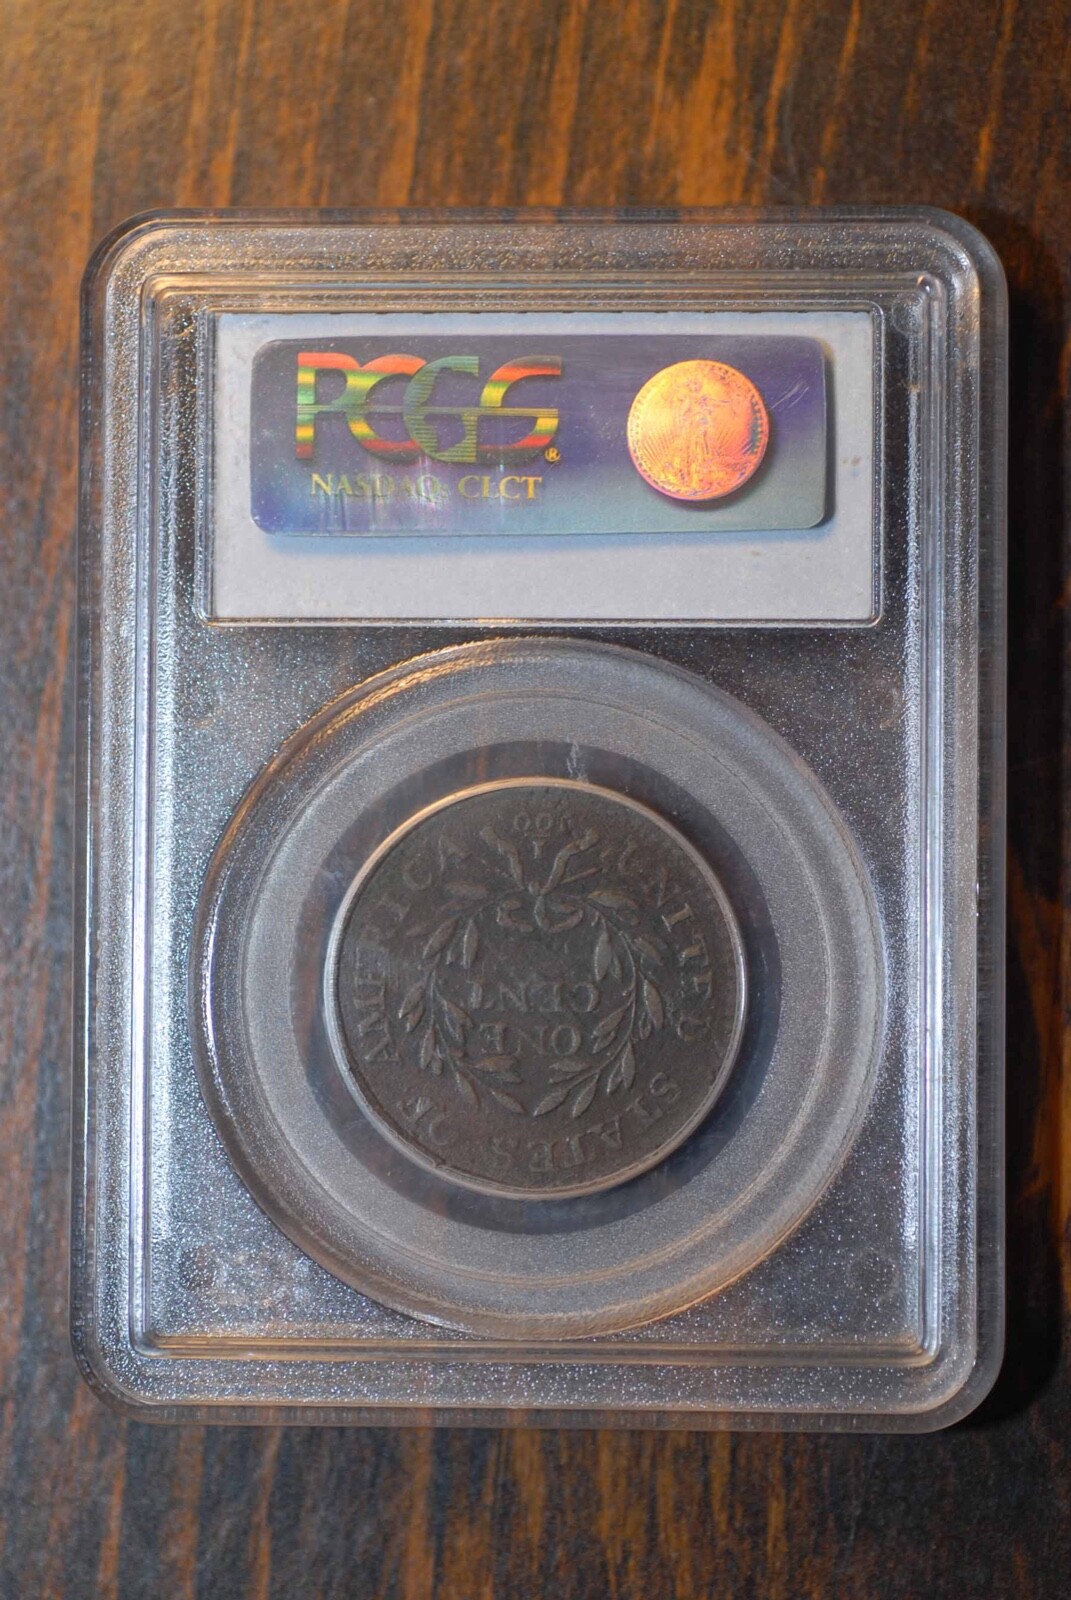 PCGS®
NASDAQ: CLCT
UNITED STATES OF AMERICA
ONE
CENT
1
100